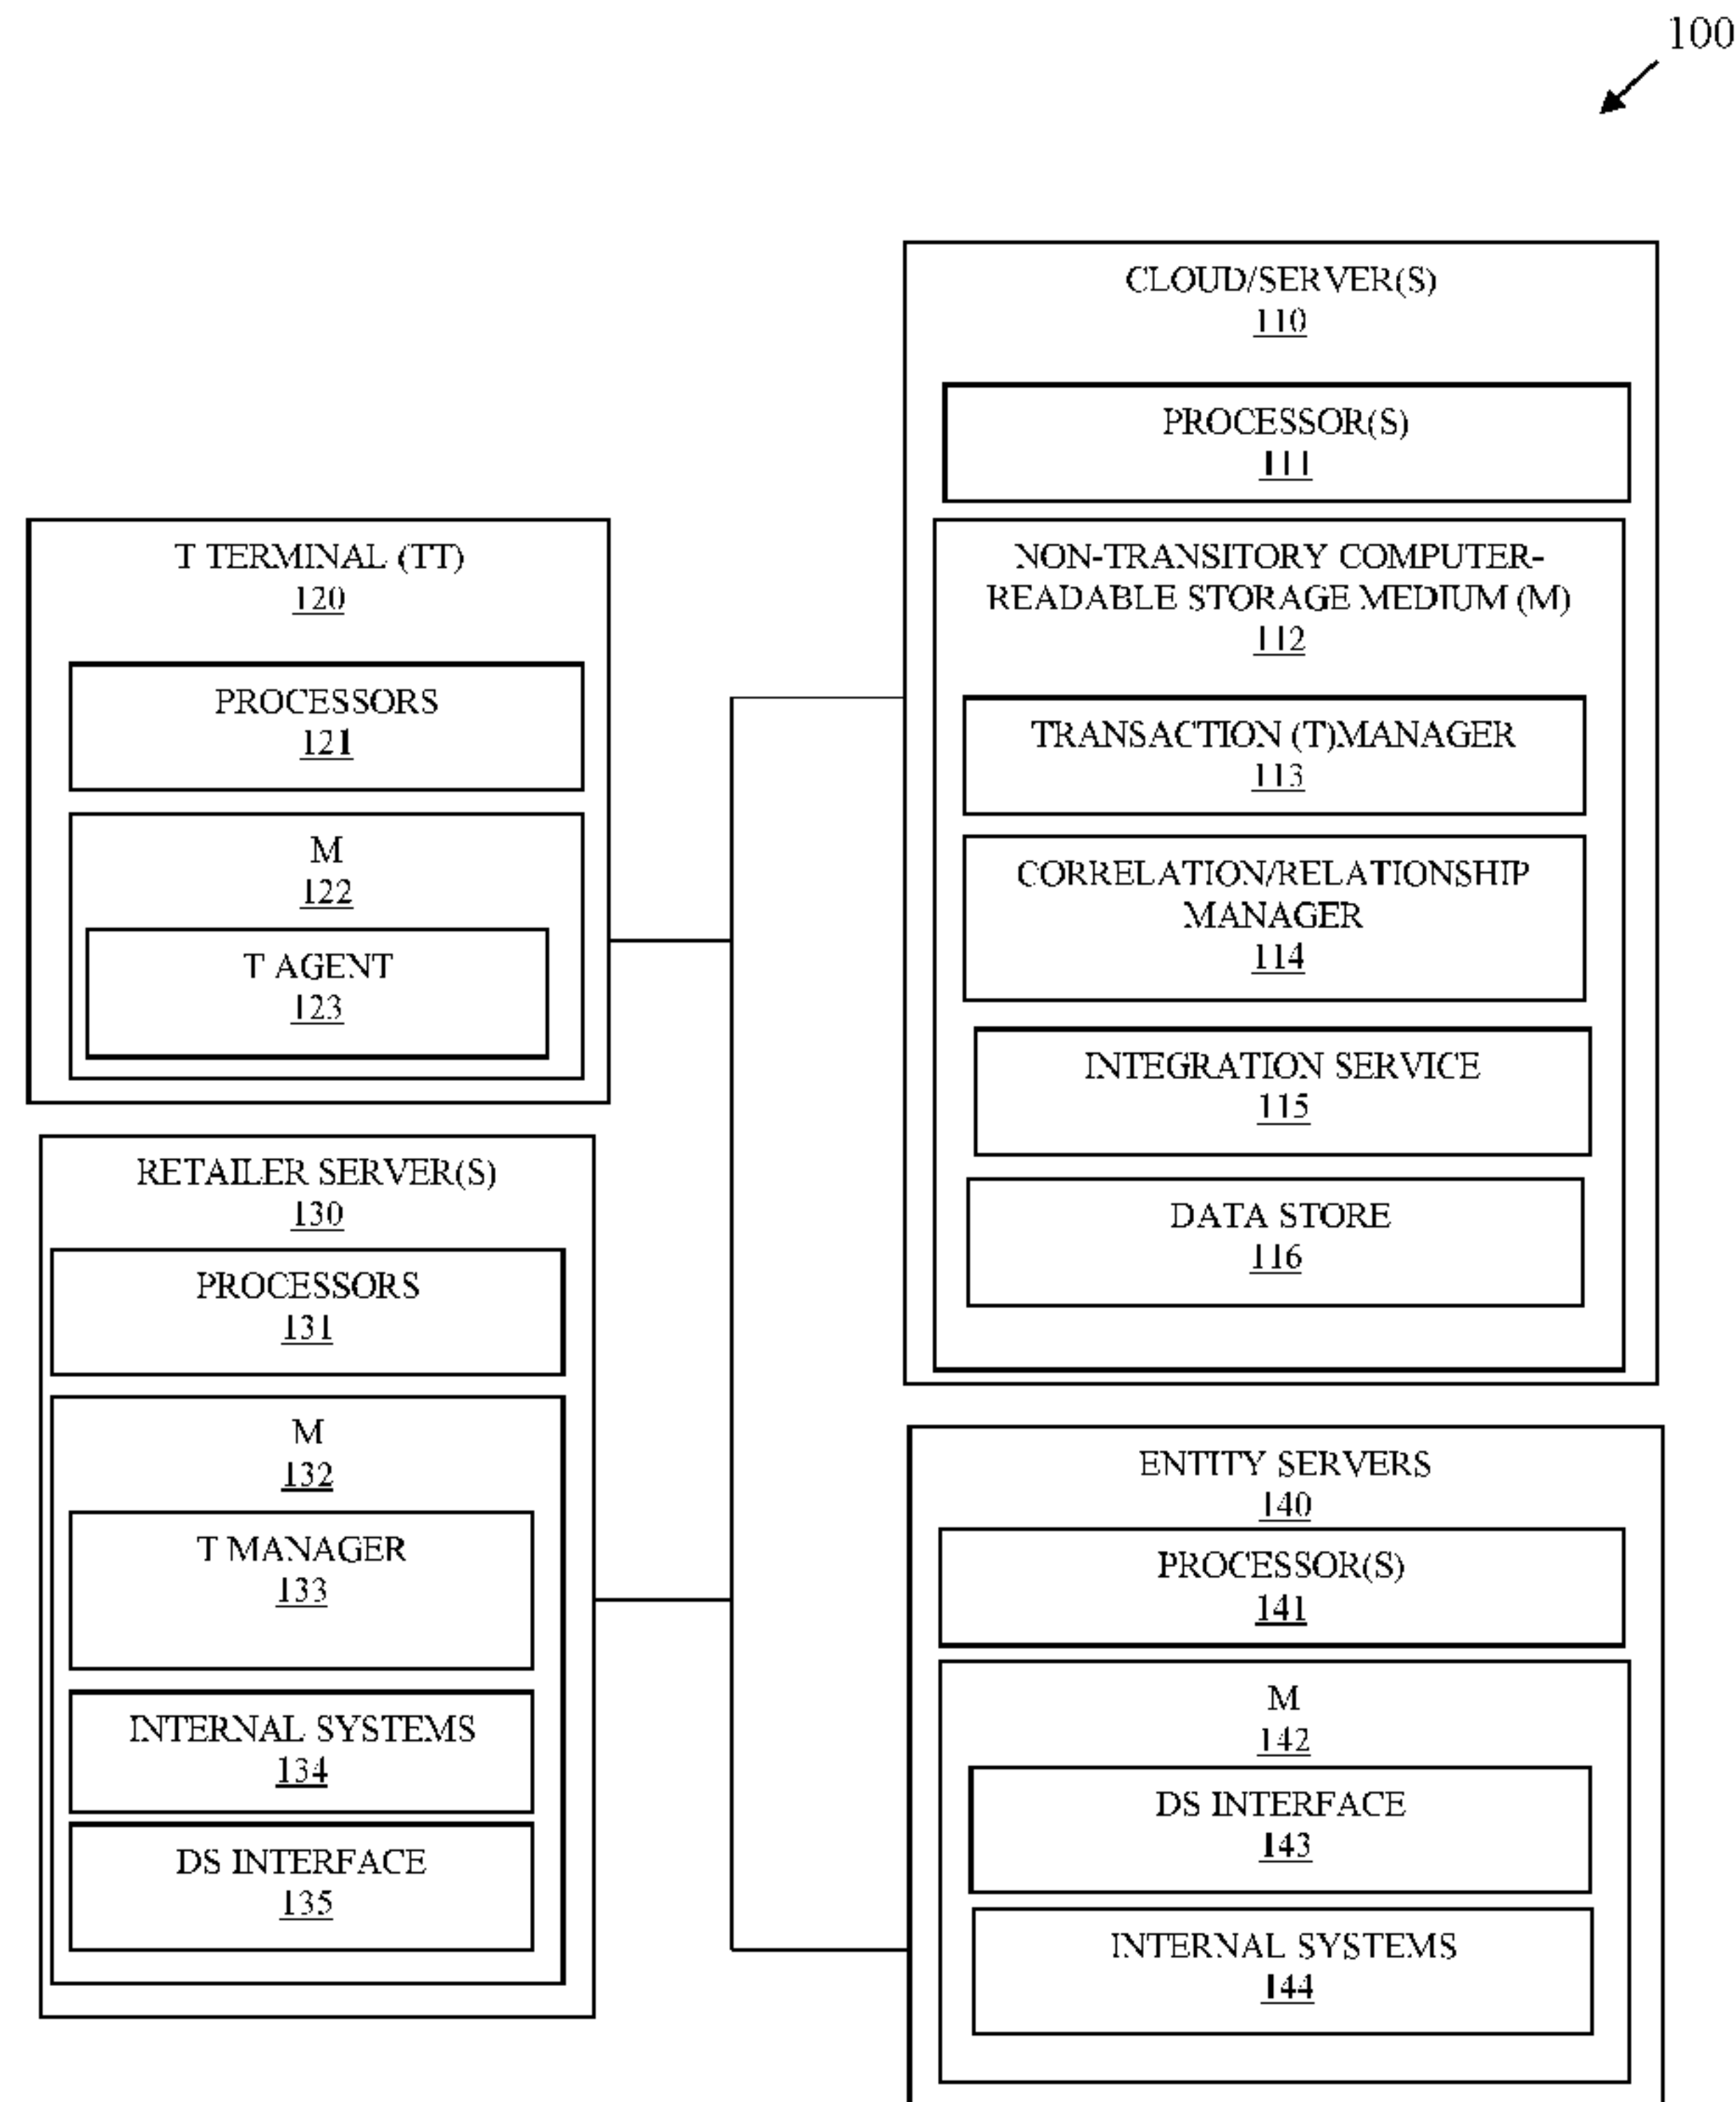 100
CLOUD/SERVER(S)
110
PROCESSOR(S)
111
NON-TRANSITORY COMPUTER-
READABLE STORAGE MEDIUM (M)
112
TRANSACTION (T)MANAGER
113
CORRELATION/RELATIONSHIP
MANAGER
114
INTEGRATION SERVICE
115
DATA STORE
116
T TERMINAL (TT)
120
PROCESSORS
121
M
122
T AGENT
123
RETAILER SERVER(S)
130
PROCESSORS
131
M
132
T MANAGER
133
INTERNAL SYSTEMS
134
DS INTERFACE
135
ENTITY SERVERS
140
PROCESSOR(S)
141
M
142
DS INTERFACE
143
INTERNAL SYSTEMS
144